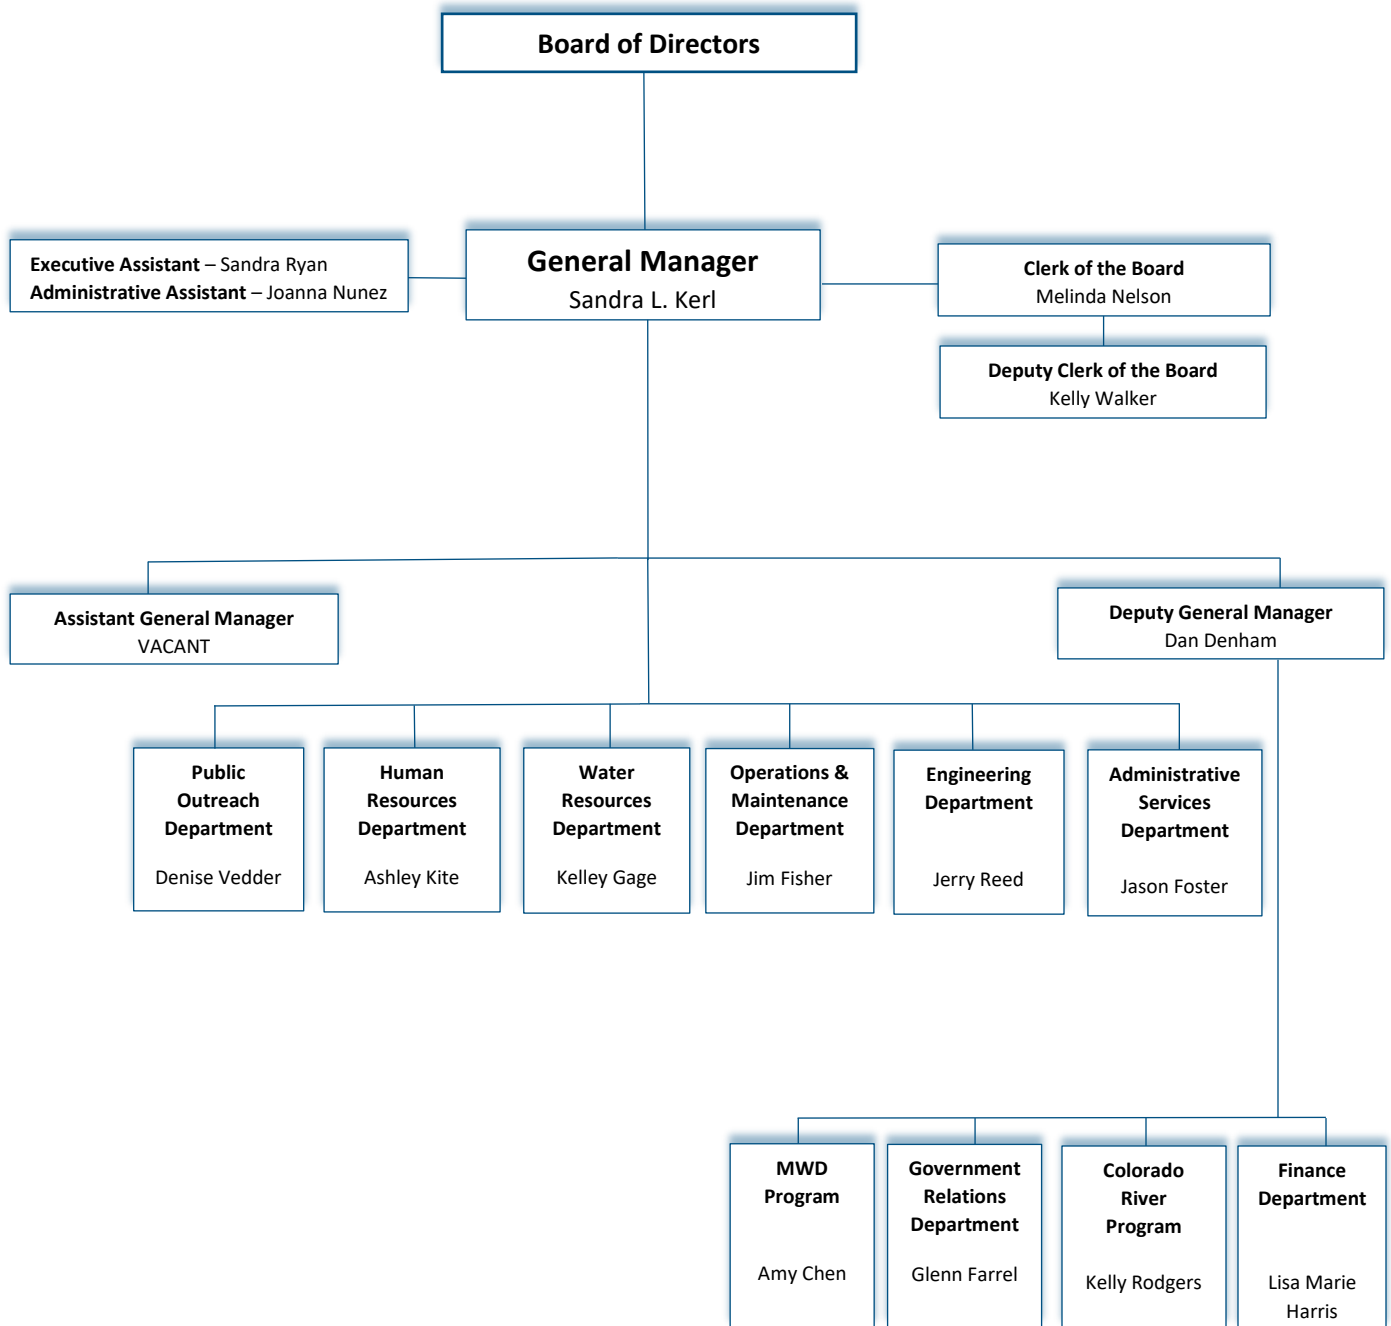 Board of Directors
Executive Assistant – Sandra Ryan
Administrative Assistant – Joanna Nunez
General Manager
Sandra L. Kerl
Clerk of the Board
Melinda Nelson
Deputy Clerk of the Board
Kelly Walker
Assistant General Manager
VACANT
Deputy General Manager
Dan Denham
Public
Outreach
Department
Denise Vedder
Human
Resources
Department
Ashley Kite
Water
Resources
Department
Kelley Gage
Operations &
Maintenance
Department
Jim Fisher
Engineering
Department
Jerry Reed
Administrative
Services
Department
Jason Foster
MWD
Program
Amy Chen
Government
Relations
Department
Glenn Farrel
Colorado
River
Program
Kelly Rodgers
Finance
Department
Lisa Marie
Harris